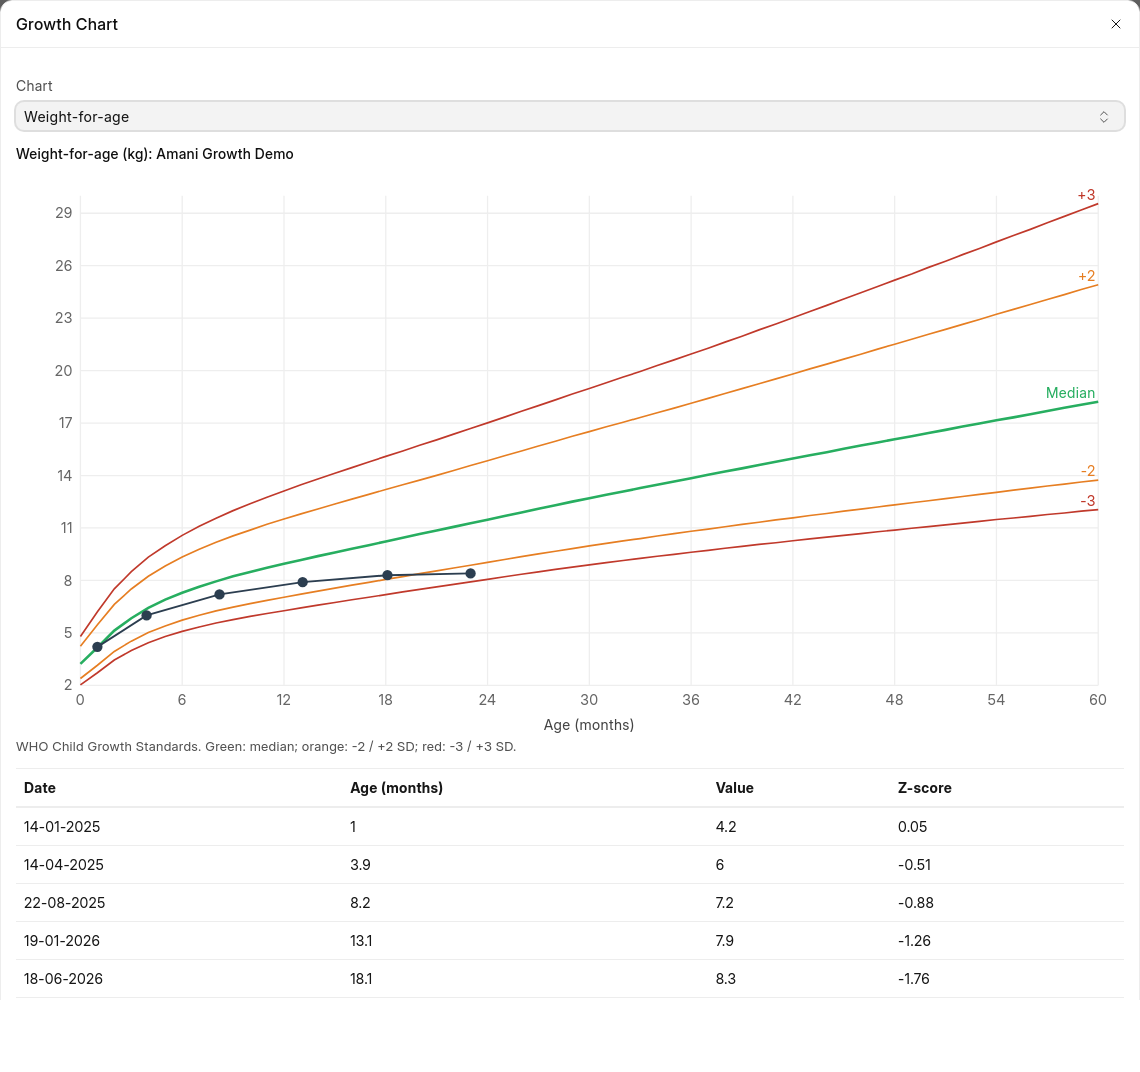 Growth Chart
Chart
Weight-for-age
Weight-for-age (kg): Amani Growth Demo
+3
29
+2
26
23
20
Median
17
14
-2
-3
11
8
5
2
0 6 12 18 24 30 36 42 48 54 60
Age (months)
WHO Child Growth Standards. Green: median; orange: -2 / +2 SD; red: -3 / +3 SD.
Date Age (months) Value Z-score
14-01-2025 1 4.2 0.05
14-04-2025 3.9 6 -0.51
22-08-2025 8.2 7.2 -0.88
19-01-2026 13.1 7.9 -1.26
18-06-2026 18.1 8.3 -1.76